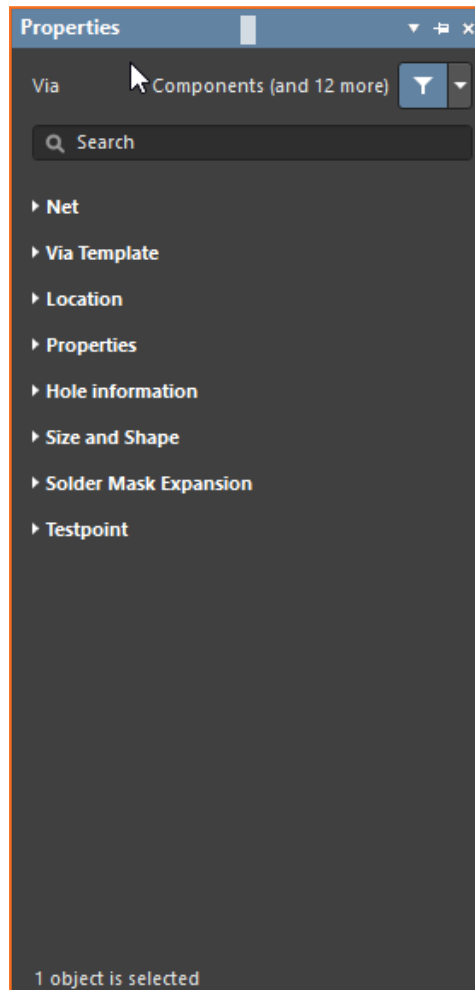 Properties
Via Components (and 12 more)
Search
Net
Via Template
Location
Properties
Hole information
Size and Shape
Solder Mask Expansion
Testpoint
1 object is selected